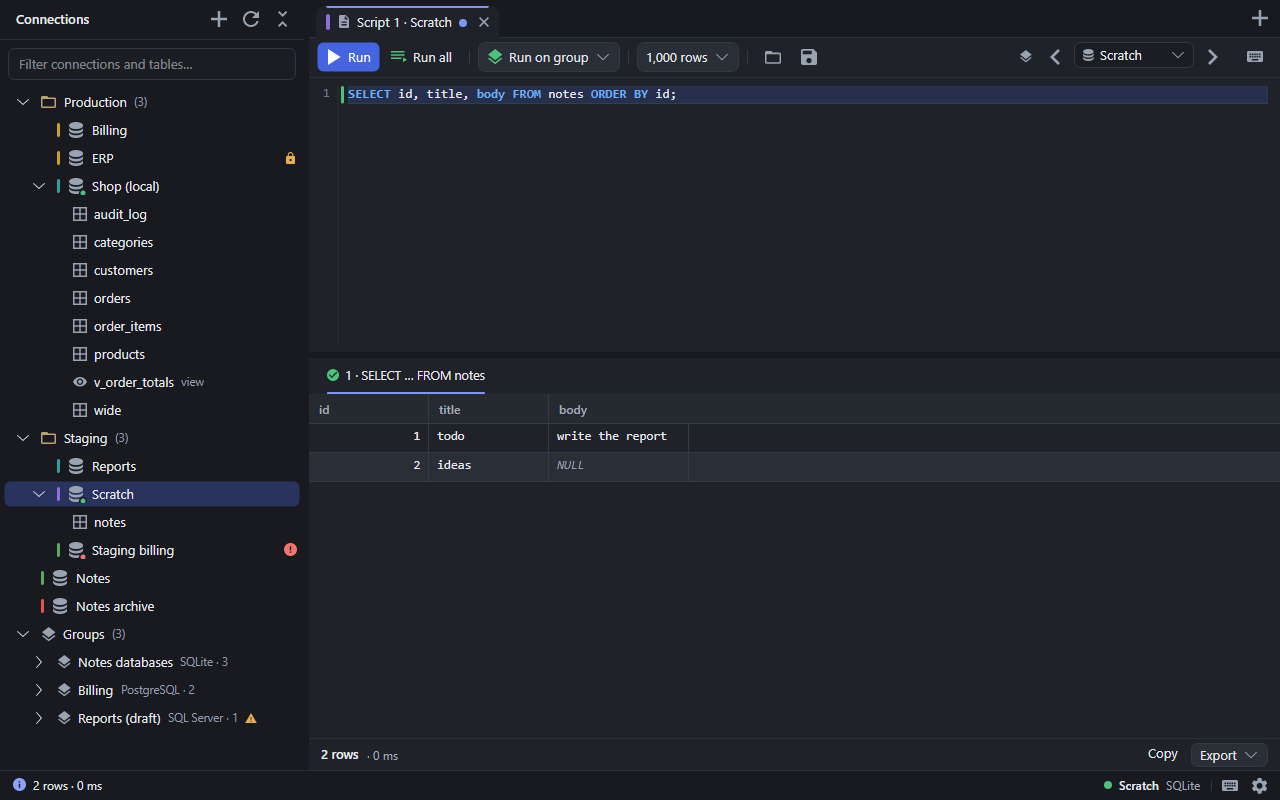 Connections
Filter connections and tables...
Production (3)
Billing
ERP
Shop (local)
audit_log
categories
customers
orders
order_items
products
v_order_totals view
wide
Staging (3)
Reports
Scratch
notes
Staging billing
Notes
Notes archive
Groups (3)
Notes databases SQLite · 3
Billing PostgreSQL · 2
Reports (draft) SQL Server · 1
Script 1 · Scratch
Run Run all Run on group 1,000 rows Scratch
1 SELECT id, title, body FROM notes ORDER BY id;
1 · SELECT ... FROM notes
id title body
1 todo write the report
2 ideas NULL
2 rows · 0 ms Copy Export
2 rows · 0 ms Scratch SQLite